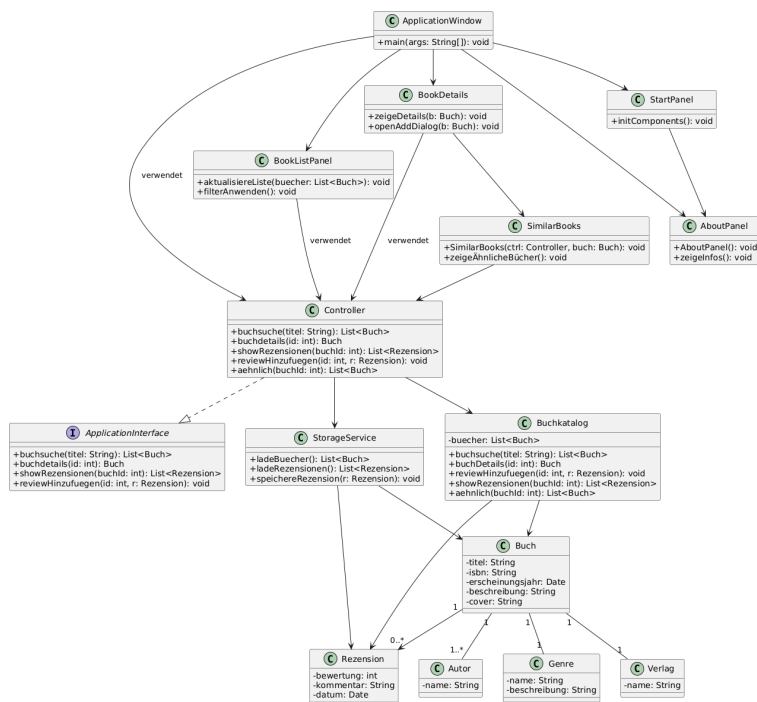 C ApplicationWindow
+main(args: String[]): void
C BookDetails
+zeigeDetails(b: Buch): void
+openAddDialog(b: Buch): void
C StartPanel
+initComponents(): void
C BookListPanel
+aktualisiereListe(buecher: List<Buch>): void
+filterAnwenden(): void
verwendet
C SimilarBooks
+SimilarBooks(ctrl: Controller, buch: Buch): void
+zeigeÄhnlicheBücher(): void
C AboutPanel
+AboutPanel(): void
+zeigeInfos(): void
verwendet
verwendet
C Controller
+buchsuche(titel: String): List<Buch>
+buchdetails(id: int): Buch
+showRezensionen(buchId: int): List<Rezension>
+reviewHinzufuegen(id: int, r: Rezension): void
+aehnlich(buchId: int): List<Buch>
I ApplicationInterface
+buchsuche(titel: String): List<Buch>
+buchdetails(id: int): Buch
+showRezensionen(buchId: int): List<Rezension>
+reviewHinzufuegen(id: int, r: Rezension): void
C StorageService
+ladeBuecher(): List<Buch>
+ladeRezensionen(): List<Rezension>
+speichereRezension(r: Rezension): void
C Buchkatalog
-buecher: List<Buch>
+buchsuche(titel: String): List<Buch>
+buchDetails(id: int): Buch
+reviewHinzufuegen(id: int, r: Rezension): void
+showRezensionen(buchId: int): List<Rezension>
+aehnlich(buchId: int): List<Buch>
C Buch
-titel: String
-isbn: String
-erscheinungsjahr: Date
-beschreibung: String
-cover: String
1
1
1
1
0..*
1..*
1
1
C Rezension
-bewertung: int
-kommentar: String
-datum: Date
C Autor
-name: String
C Genre
-name: String
-beschreibung: String
C Verlag
-name: String